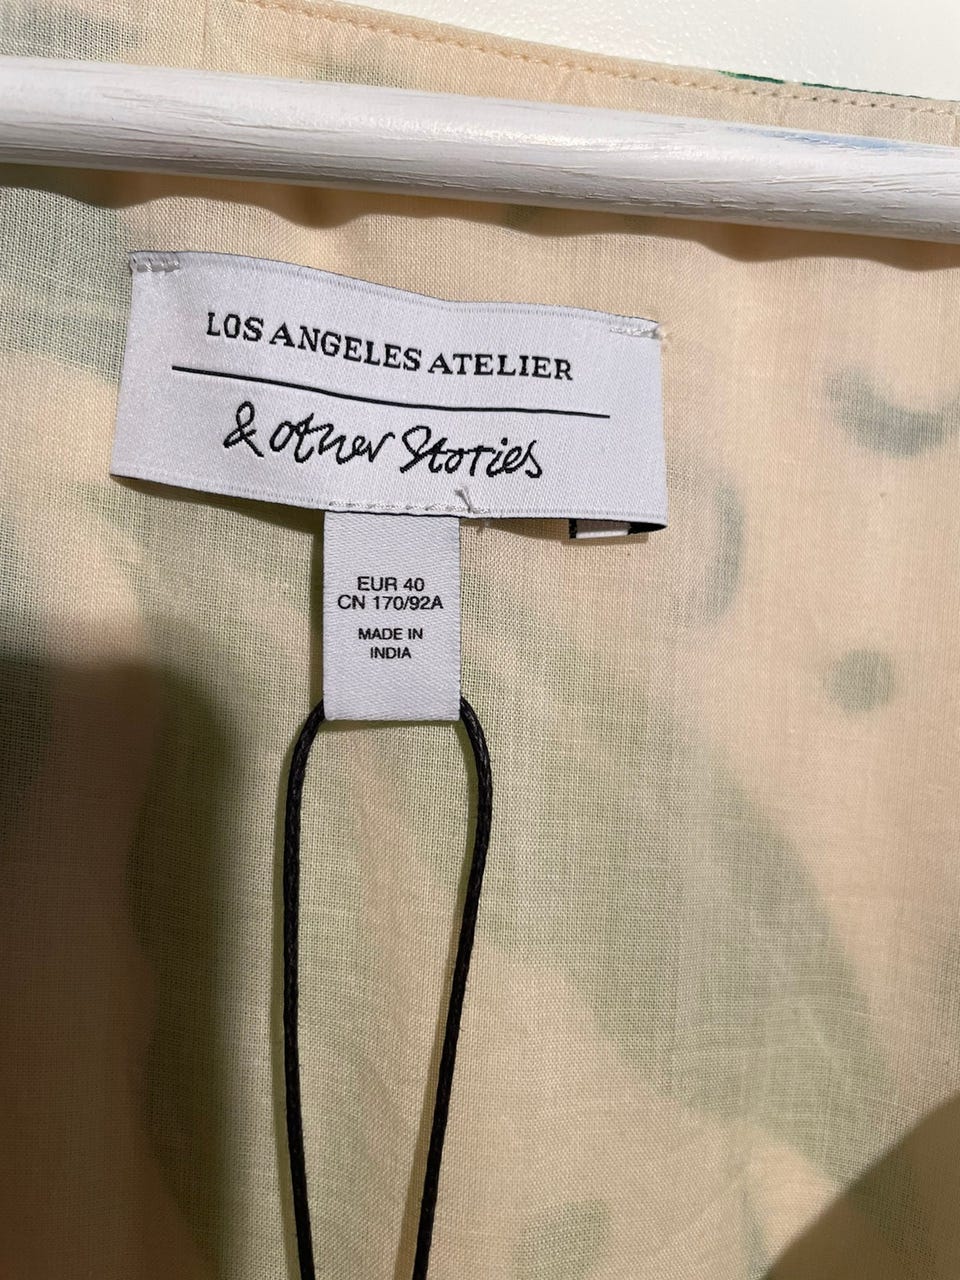 LOS ANGELES ATELIER
& other Stories
EUR 40
CN 170/92A
MADE IN
INDIA